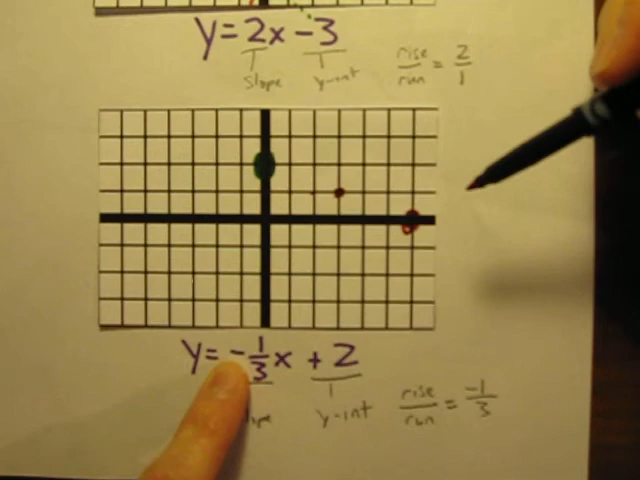 y=2x-3
slope y-int
rise/run = 2/1
y=-1/3x +2
y-int
rise/run = -1/3